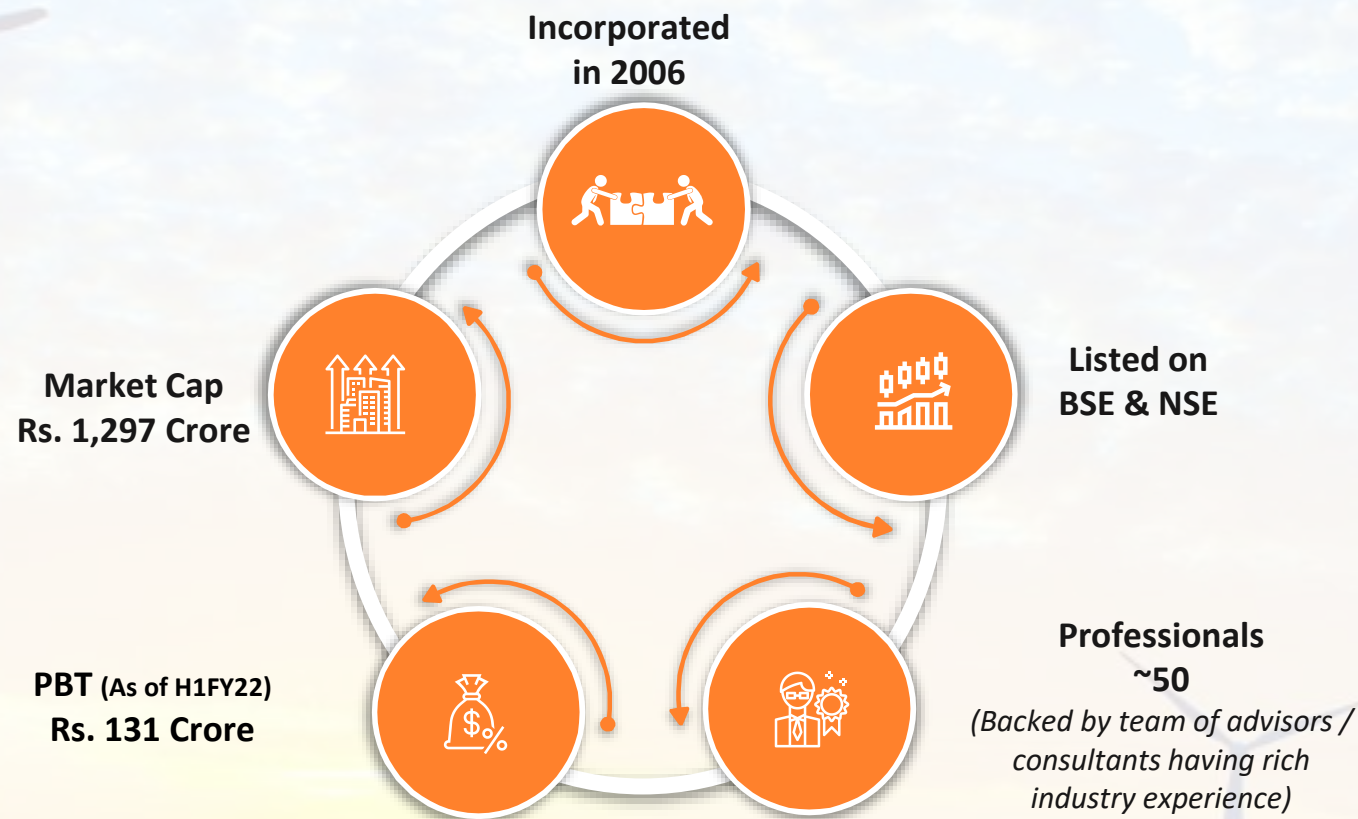 Incorporated
in 2006
Listed on
BSE & NSE
Market Cap
Rs. 1,297 Crore
Professionals
~50
(Backed by team of advisors /
consultants having rich
industry experience)
PBT (As of H1FY22)
Rs. 131 Crore
$
%